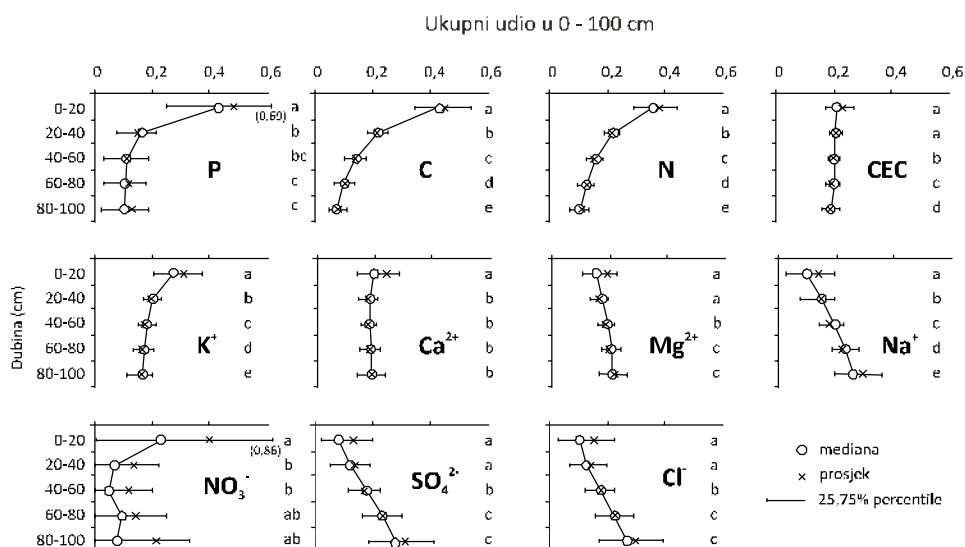 Ukupni udio u 0 - 100 cm
0 0,2 0,4 0,6 0 0,2 0,4 0,6 0 0,2 0,4 0,6 0 0,2 0,4 0,6
0-20 a (0,69) a a a
20-40 b b b a
40-60 bc c c b
60-80 c d d c
80-100 c e e d
P C N CEC
Dubina (cm)
0-20 a a a a
20-40 b b a b
40-60 c b b c
60-80 d b c d
80-100 e b c e
K⁺ Ca²⁺ Mg²⁺ Na⁺
0-20 a (0,86) a a
20-40 b a a
40-60 b b b
60-80 ab c c
80-100 ab c c
NO₃⁻ SO₄²⁻ Cl⁻
mediana
prosjek
25,75% percentile